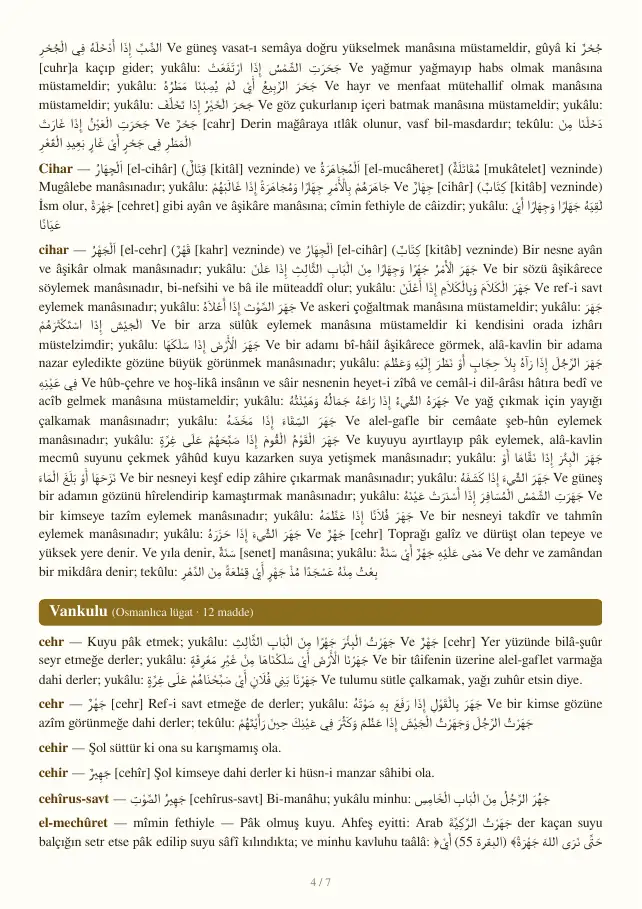 الضَّبِّ إِذَا أَدْخَلَهُ فِي الْجُحْرِ Ve güneş vasat-ı semâya doğru yükselmek manâsına müstameldir, gûyâ ki جُحْرٌ
[cuhr]a kaçıp gider; yukâlu: جَحَرَتِ الشَّمْسُ إِذَا ارْتَفَعَتْ Ve yağmur yağmayıp habs olmak manâsına
müstameldir; yukâlu: جَحَرَ الرَّبِيعُ أَيْ لَمْ يُصِبْنَا مَطَرُهُ Ve hayr ve menfaat mütehallif olmak manâsına
müstameldir; yukâlu: جَحَرَ الْخَيْرُ إِذَا تَخَلَّفَ Ve göz çukurlanıp içeri batmak manâsına müstameldir; yukâlu:
جَحَرَتِ الْعَيْنُ إِذَا غَارَتْ Ve جَحْرٌ [cahr] Derin mağaraya ıtlâk olunur, vasf bil-masdardır; tekûlu: دَخَلْنَا مِنَ
الْمَطَرِ فِي جَحْرٍ أَيْ غَارٍ بَعِيدِ الْقَعْرِ
Cihar — اَلْجِهَارُ [el-cihâr] (قِتَالٌ [kitâl] vezninde) ve اَلْمُجَاهَرَةُ [el-mucâheret] (مُقَاتَلَةٌ [mukâtelet] vezninde)
Mugâlebe manâsınadır; yukâlu: جَاهَرَهُمْ بِالْأَمْرِ جِهَارًا وَمُجَاهَرَةً إِذَا غَالَبَهُمْ Ve جِهَارٌ [cihâr] (كِتَابٌ [kitâb] vezninde)
İsm olur, جَهْرَةٌ [cehret] gibi ayân ve âşikâre manâsına; cîmin fethiyle de câizdir; yukâlu: لَقِيَهُ جَهَارًا وَجِهَارًا أَيْ
عَيَانًا
cihar — اَلْجَهْرُ [el-cehr] (قَهْرٌ [kahr] vezninde) ve اَلْجِهَارُ [el-cihâr] (كِتَابٌ [kitâb] vezninde) Bir nesne ayân
ve âşikâr olmak manâsınadır; yukâlu: جَهَرَ الْأَمْرُ جَهْرًا وَجِهَارًا مِنَ الْبَابِ الثَّالِثِ إِذَا عَلَنَ Ve bir sözü âşikârece
söylemek manâsınadır, bi-nefsihi ve bâ ile müteaddî olur; yukâlu: جَهَرَ الْكَلاَمَ وَبِالْكَلاَمِ إِذَا أَعْلَنَ Ve ref-i savt
eylemek manâsınadır; yukâlu: جَهَرَ الصَّوْتَ إِذَا أَعْلاَهُ Ve askeri çoğaltmak manâsına müstameldir; yukâlu: جَهَرَ
الْجَيْشَ إِذَا اسْتَكْثَرَهُمْ Ve bir arza sülûk eylemek manâsına müstameldir ki kendisini orada izhârı
müstelzimdir; yukâlu: جَهَرَ الْأَرْضَ إِذَا سَلَكَهَا Ve bir adamı bî-hâil âşikârece görmek, alâ-kavlin bir adama
nazar eyledikte gözüne büyük görünmek manâsınadır; yukâlu: جَهَرَ الرَّجُلَ إِذَا رَآهُ بِلاَ حِجَابٍ أَوْ نَظَرَ إِلَيْهِ وَعَظُمَ
فِي عَيْنِهِ Ve hûb-çehre ve hoş-likâ insânın ve sâir nesnenin heyet-i zîbâ ve cemâl-i dil-ârâsı hâtıra bedî ve
acîb gelmek manâsına müstameldir; yukâlu: جَهَرَهُ الشَّيْءُ إِذَا رَاعَهُ جَمَالُهُ وَهَيْئَتُهُ Ve yağ çıkmak için yayığı
çalkamak manâsınadır; yukâlu: جَهَرَ السِّقَاءَ إِذَا مَخَضَهُ Ve alel-gafle bir cemâate şeb-hûn eylemek
manâsınadır; yukâlu: جَهَرَ الْقَوْمُ الْقَوْمَ إِذَا صَبَّحَهُمْ عَلَى غِرَّةٍ Ve kuyuyu ayırtlayıp pâk eylemek, alâ-kavlin
mecmû suyunu çekmek yâhûd kuyu kazarken suya yetişmek manâsınadır; yukâlu: جَهَرَ الْبِئْرَ إِذَا نَقَّاهَا أَوْ
نَزَحَهَا أَوْ بَلَغَ الْمَاءَ Ve bir nesneyi keşf edip zâhire çıkarmak manâsınadır; yukâlu: جَهَرَ الشَّيْءَ إِذَا كَشَفَهُ Ve güneş
bir adamın gözünü hîrelendirip kamaştırmak manâsınadır; yukâlu: جَهَرَتِ الشَّمْسُ الْمُسَافِرَ إِذَا أَسْدَرَتْ عَيْنَهُ Ve
bir kimseye tazîm eylemek manâsınadır; yukâlu: جَهَرَ فُلاَنًا إِذَا عَظَّمَهُ Ve bir nesneyi takdîr ve tahmîn
eylemek manâsınadır; yukâlu: جَهَرَ الشَّيْءَ إِذَا حَزَرَهُ Ve جَهْرٌ [cehr] Toprağı galîz ve dürüşt olan tepeye ve
yüksek yere denir. Ve yıla denir, سَنَةٌ [senet] manâsına; yukâlu: مَضَى عَلَيْهِ جَهْرٌ أَيْ سَنَةٌ Ve dehr ve zamândan
bir mikdâra denir; tekûlu: بِعْتُ مِنْهُ عَسْجَدًا مُذْ جَهْرٍ أَيْ قِطْعَةً مِنَ الدَّهْرِ
Vankulu (Osmanlıca lügat · 12 madde)
cehr — Kuyu pâk etmek; yukâlu: جَهَرْتُ الْبِئْرَ جَهْرًا مِنَ الْبَابِ الثَّالِثِ Ve جَهْرٌ [cehr] Yer yüzünde bilâ-şuûr
seyr etmeğe derler; yukâlu: جَهَرْنَا الْأَرْضَ أَيْ سَلَكْنَاهَا مِنْ غَيْرِ مَعْرِفَةٍ Ve bir tâifenin üzerine alel-gaflet varmağa
dahi derler; yukâlu: جَهَرْنَا بَنِي فُلَانٍ أَيْ صَبَّحْنَاهُمْ عَلَى غِرَّةٍ Ve tulumu sütle çalkamak, yağı zuhûr etsin diye.
cehr — جَهْرٌ [cehr] Ref-i savt etmeğe de derler; yukâlu: جَهَرَ بِالْقَوْلِ إِذَا رَفَعَ بِهِ صَوْتَهُ Ve bir kimse gözüne
azîm görünmeğe dahi derler; tekûlu: جَهَرْتُ الرَّجُلَ وَجَهَرْتُ الْجَيْشَ إِذَا عَظُمَ وَكَثُرَ فِي عَيْنِكَ حِينَ رَأَيْتَهُمْ
cehir — Şol süttür ki ona su karışmamış ola.
cehir — جَهِيرٌ [cehîr] Şol kimseye dahi derler ki hüsn-i manzar sâhibi ola.
cehîrus-savt — جَهِيرُ الصَّوْتِ [cehîrus-savt] Bi-manâhu; yukâlu minhu: جَهُرَ الرَّجُلُ مِنَ الْبَابِ الْخَامِسِ
el-mechûret — mîmin fethiyle — Pâk olmuş kuyu. Ahfeş eyitti: Arab جَهَرْتُ الرَّكِيَّةَ der kaçan suyu
balçığın setr etse pâk edilip suyu sâfî kılındıkta; ve minhu kavluhu taâlâ: ﴿حَتَّى نَرَى اللهَ جَهْرَةً﴾ (البقرة 55) أَيْ
4 / 7